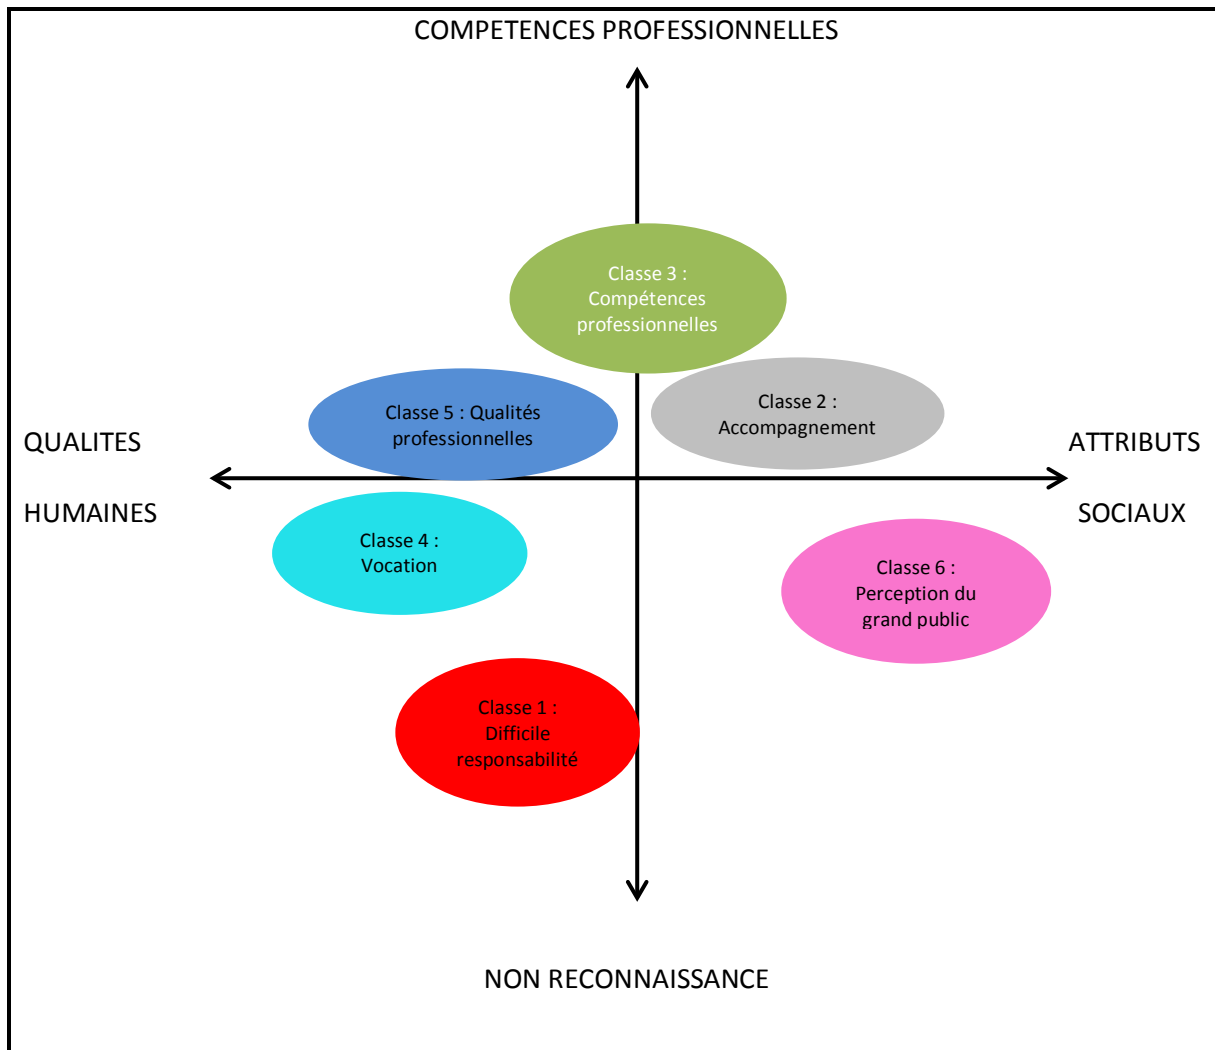 COMPETENCES PROFESSIONNELLES
Classe 3 :
Compétences
professionnelles
Classe 5 : Qualités
professionnelles
Classe 2 :
Accompagnement
QUALITES
HUMAINES
ATTRIBUTS
SOCIAUX
Classe 4 :
Vocation
Classe 6 :
Perception du
grand public
Classe 1 :
Difficile
responsabilité
NON RECONNAISSANCE